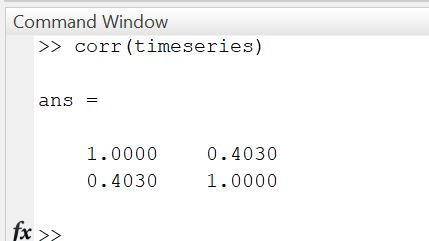 Command Window
>> corr(timeseries)
ans =
1.0000 0.4030
0.4030 1.0000
fx >>